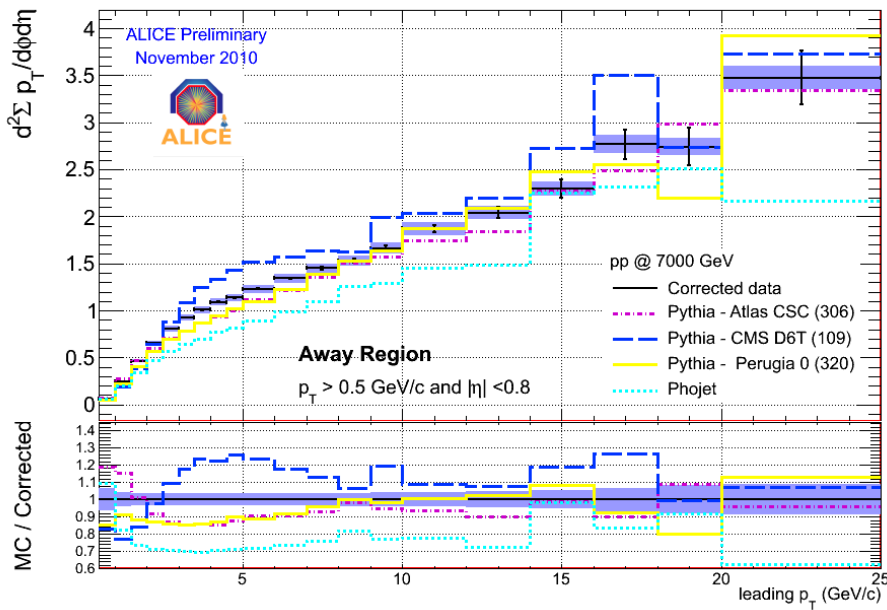 d²Σ p_T/dϕdη
4
3.5
3
2.5
2
1.5
1
0.5
0
ALICE Preliminary
November 2010
ALICE
pp @ 7000 GeV
Corrected data
Pythia - Atlas CSC (306)
Pythia - CMS D6T (109)
Pythia - Perugia 0 (320)
Phojet
Away Region
p_T > 0.5 GeV/c and |η| <0.8
MC / Corrected
1.4
1.3
1.2
1.1
1
0.9
0.8
0.7
0.6
5 10 15 20 25
leading p_T (GeV/c)